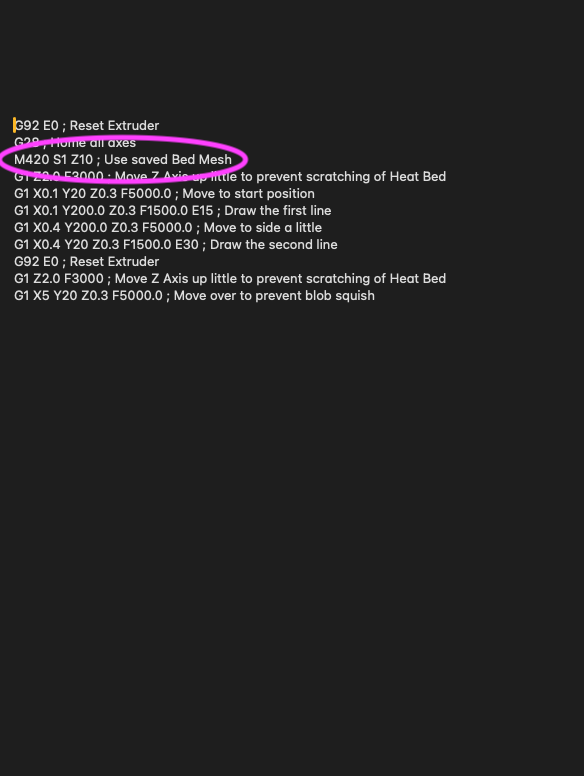 G92 E0 ; Reset Extruder
G28 ; Home all axes
M420 S1 Z10 ; Use saved Bed Mesh
G1 Z2.0 F3000 ; Move Z Axis up little to prevent scratching of Heat Bed
G1 X0.1 Y20 Z0.3 F5000.0 ; Move to start position
G1 X0.1 Y200.0 Z0.3 F1500.0 E15 ; Draw the first line
G1 X0.4 Y200.0 Z0.3 F5000.0 ; Move to side a little
G1 X0.4 Y20 Z0.3 F1500.0 E30 ; Draw the second line
G92 E0 ; Reset Extruder
G1 Z2.0 F3000 ; Move Z Axis up little to prevent scratching of Heat Bed
G1 X5 Y20 Z0.3 F5000.0 ; Move over to prevent blob squish